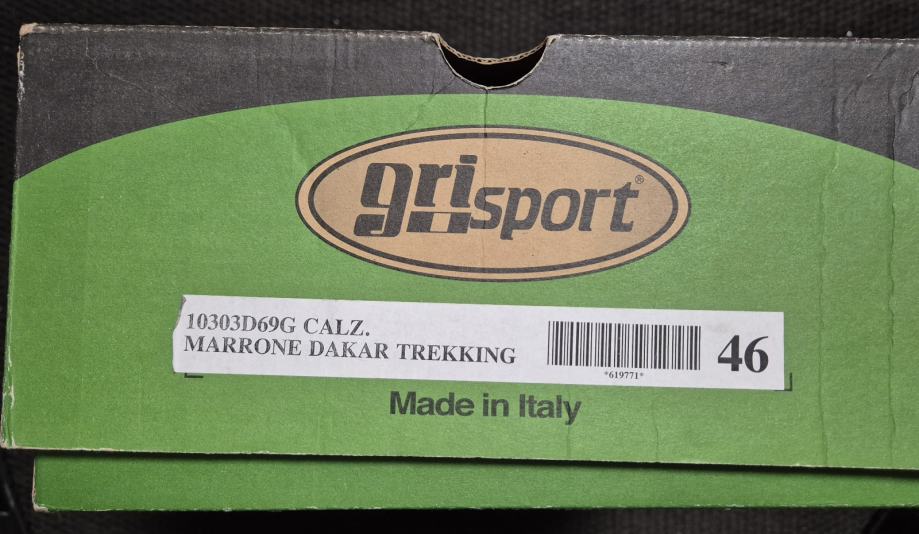 grisport®
10303D69G CALZ.
MARRONE DAKAR TREKKING
*619771*
46
Made in Italy